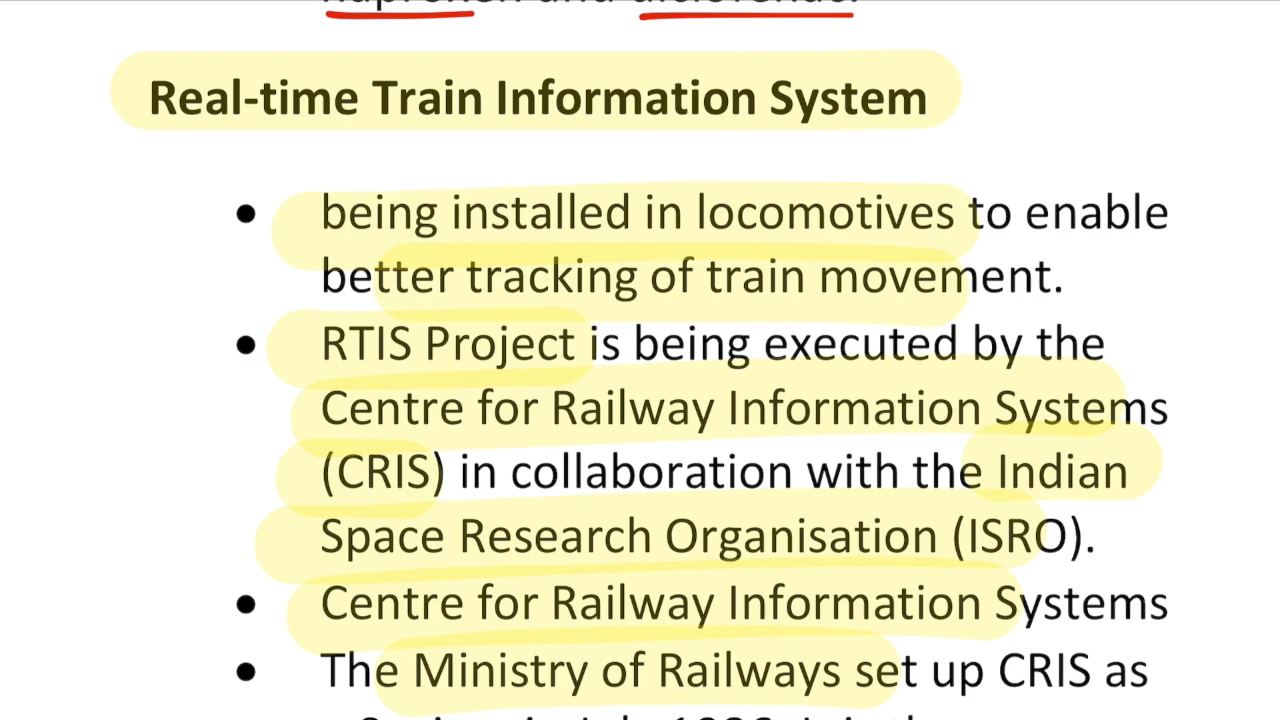 and
Real-time Train Information System
• being installed in locomotives to enable
better tracking of train movement.
• RTIS Project is being executed by the
Centre for Railway Information Systems
(CRIS) in collaboration with the Indian
Space Research Organisation (ISRO).
• Centre for Railway Information Systems
• The Ministry of Railways set up CRIS as